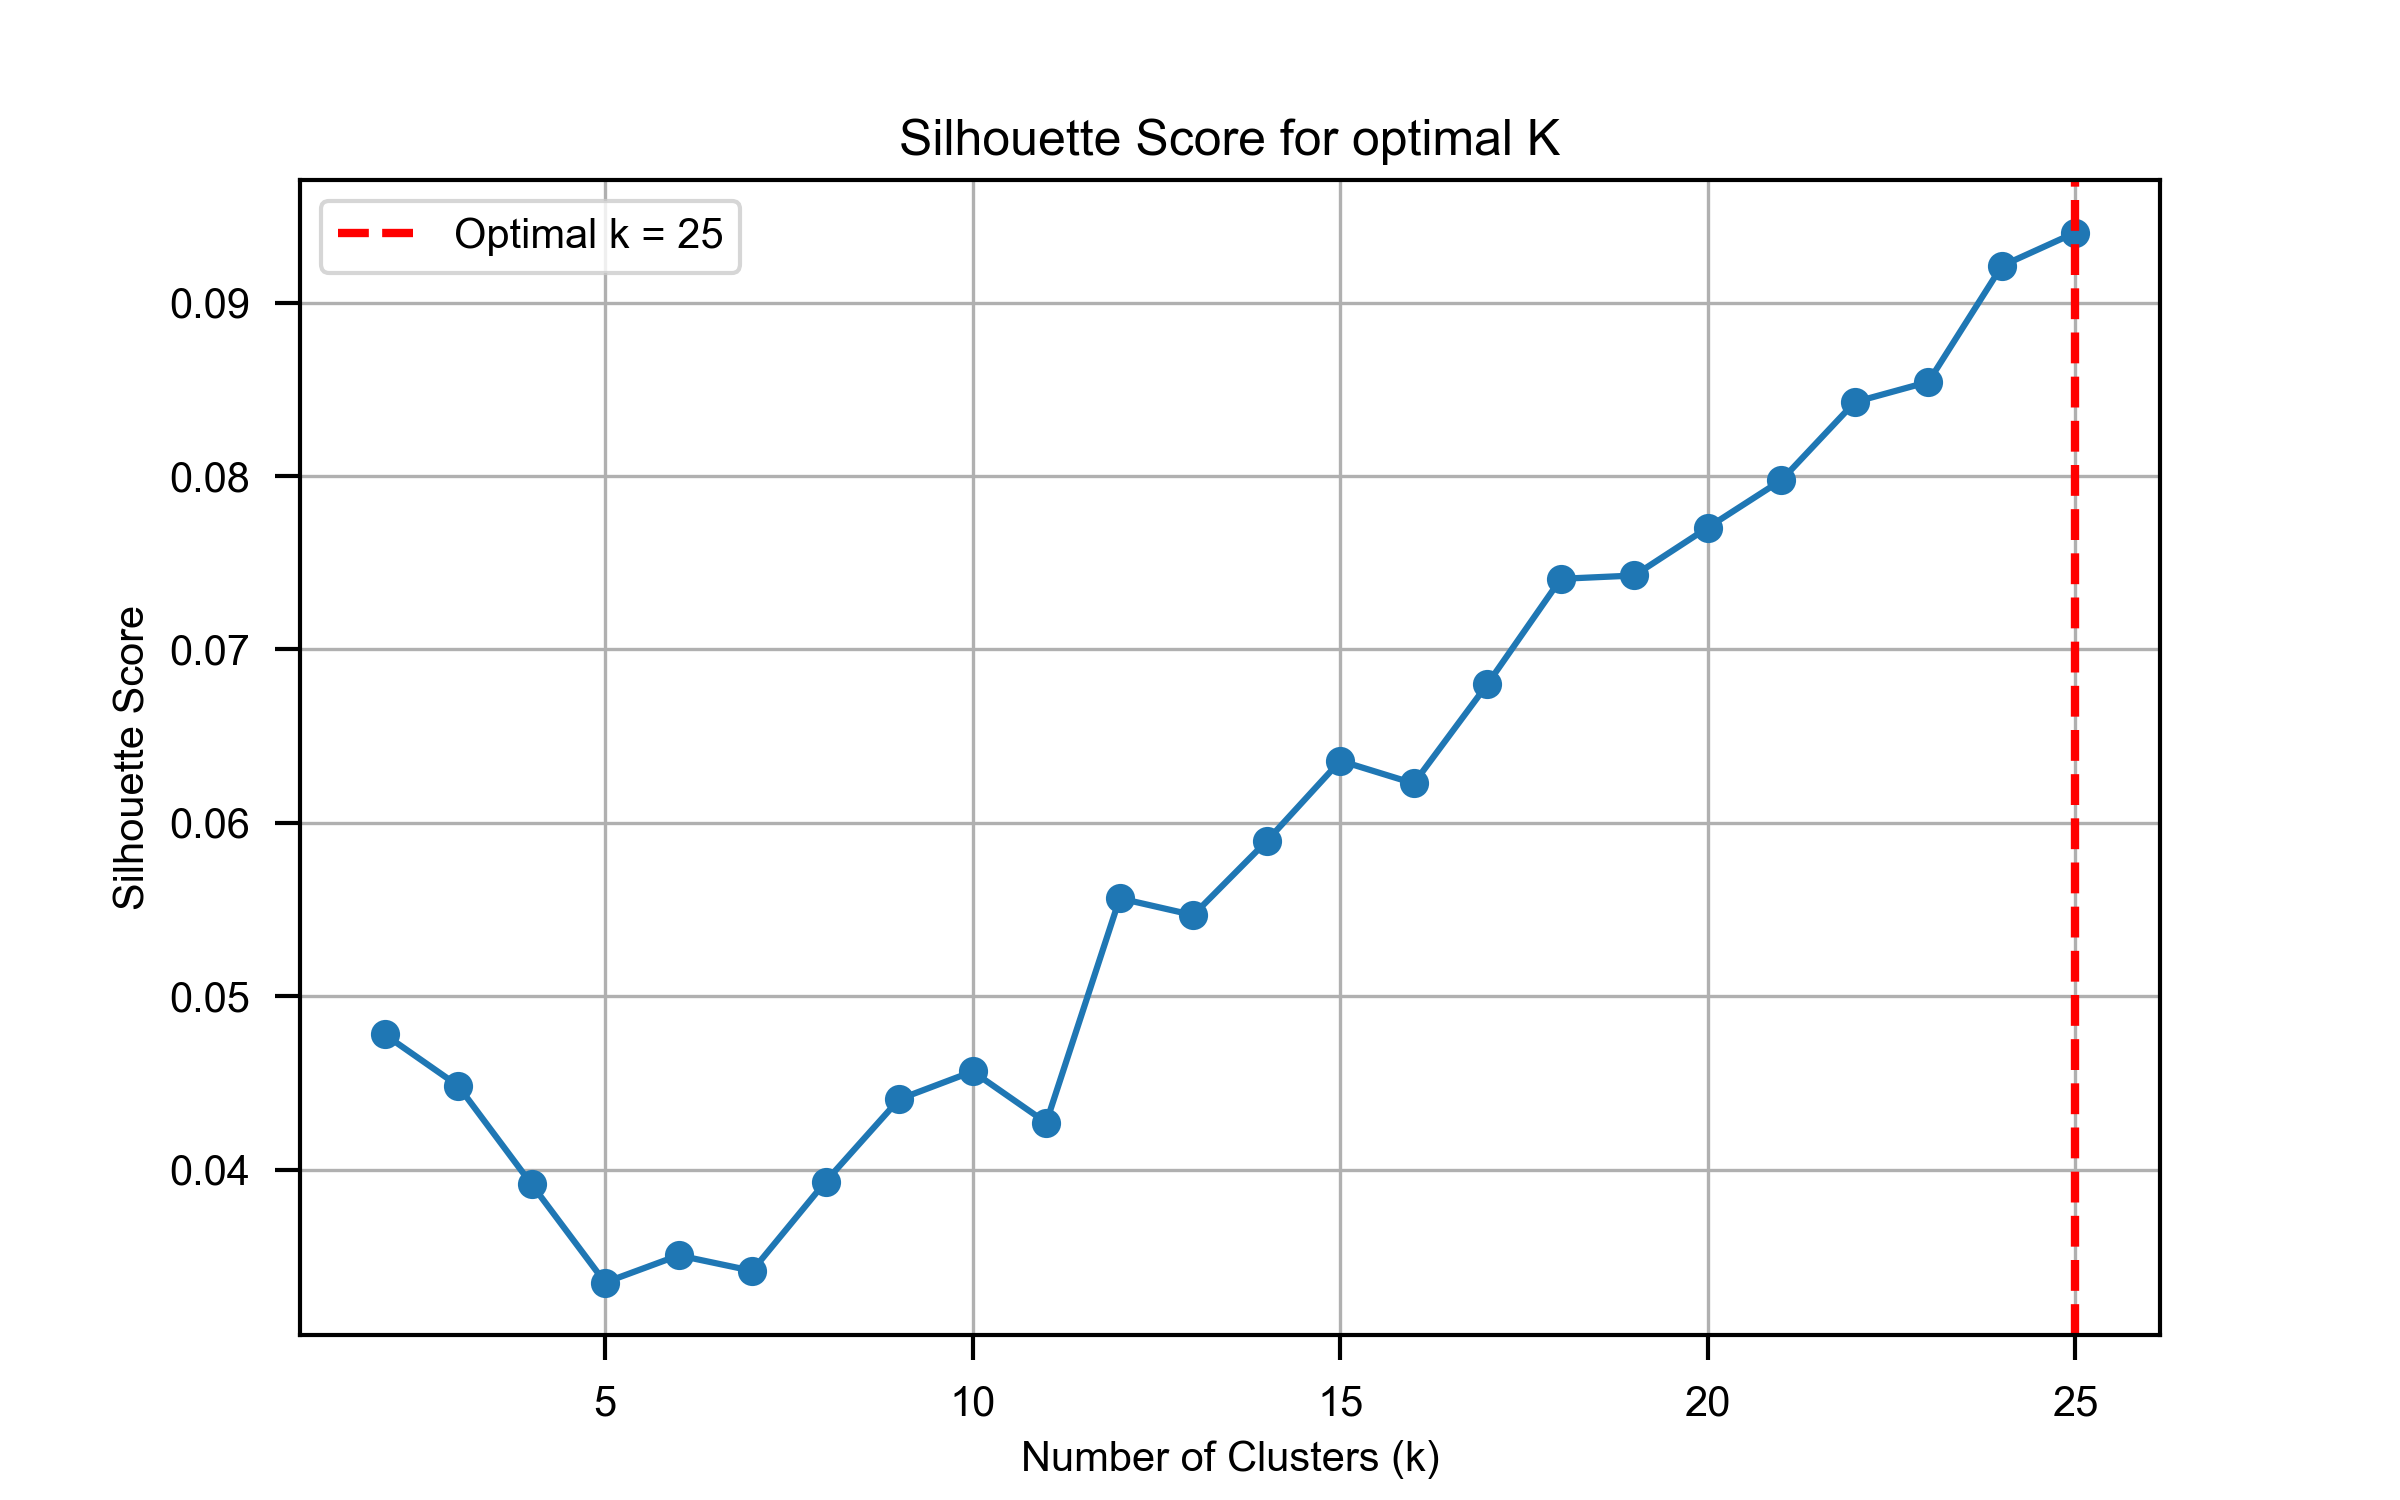 Silhouette Score for optimal K
Optimal k = 25
0.09
0.08
0.07
0.06
0.05
0.04
Silhouette Score
5 10 15 20 25
Number of Clusters (k)